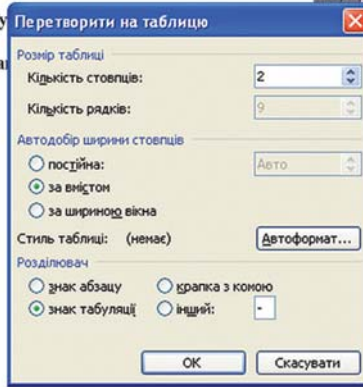 Перетворити на таблицю
Розмір таблиці
Кількість стовпців: 2
Кількість рядків: 9
Автодобір ширини стовпців
постійна: Авто
за вмістом
за шириною вікна
Стиль таблиці: (немає) Автоформат...
Розділювач
знак абзацу крапка з комою
знак табуляції інший: -
OK Скасувати